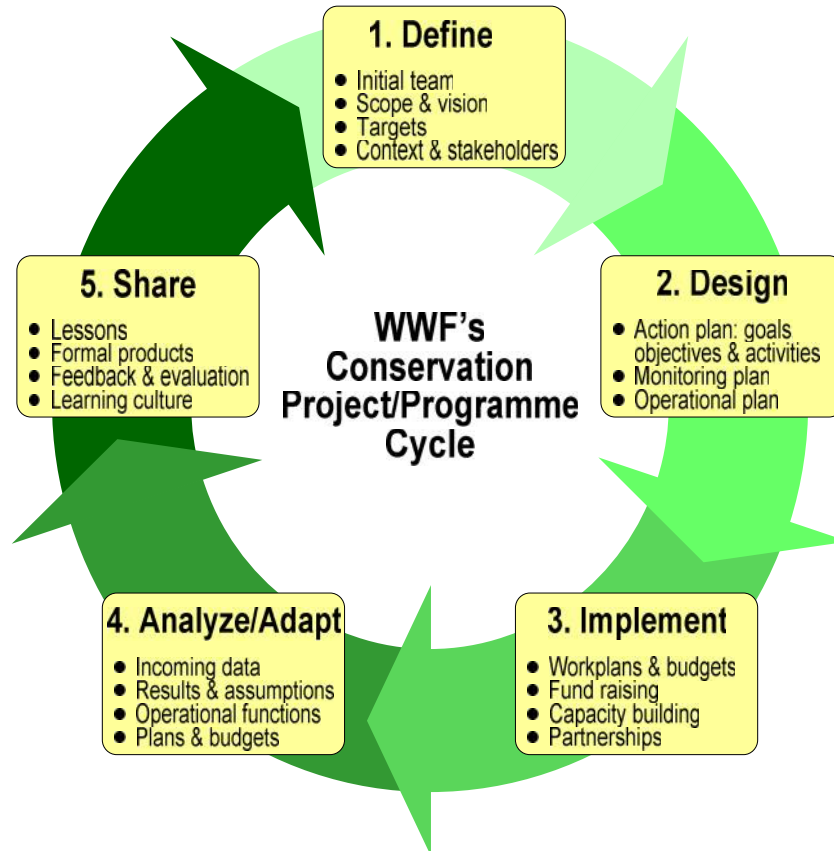 1. Define
● Initial team
● Scope & vision
● Targets
● Context & stakeholders
2. Design
● Action plan: goals
objectives & activities
● Monitoring plan
● Operational plan
3. Implement
● Workplans & budgets
● Fund raising
● Capacity building
● Partnerships
4. Analyze/Adapt
● Incoming data
● Results & assumptions
● Operational functions
● Plans & budgets
5. Share
● Lessons
● Formal products
● Feedback & evaluation
● Learning culture
WWF's
Conservation
Project/Programme
Cycle